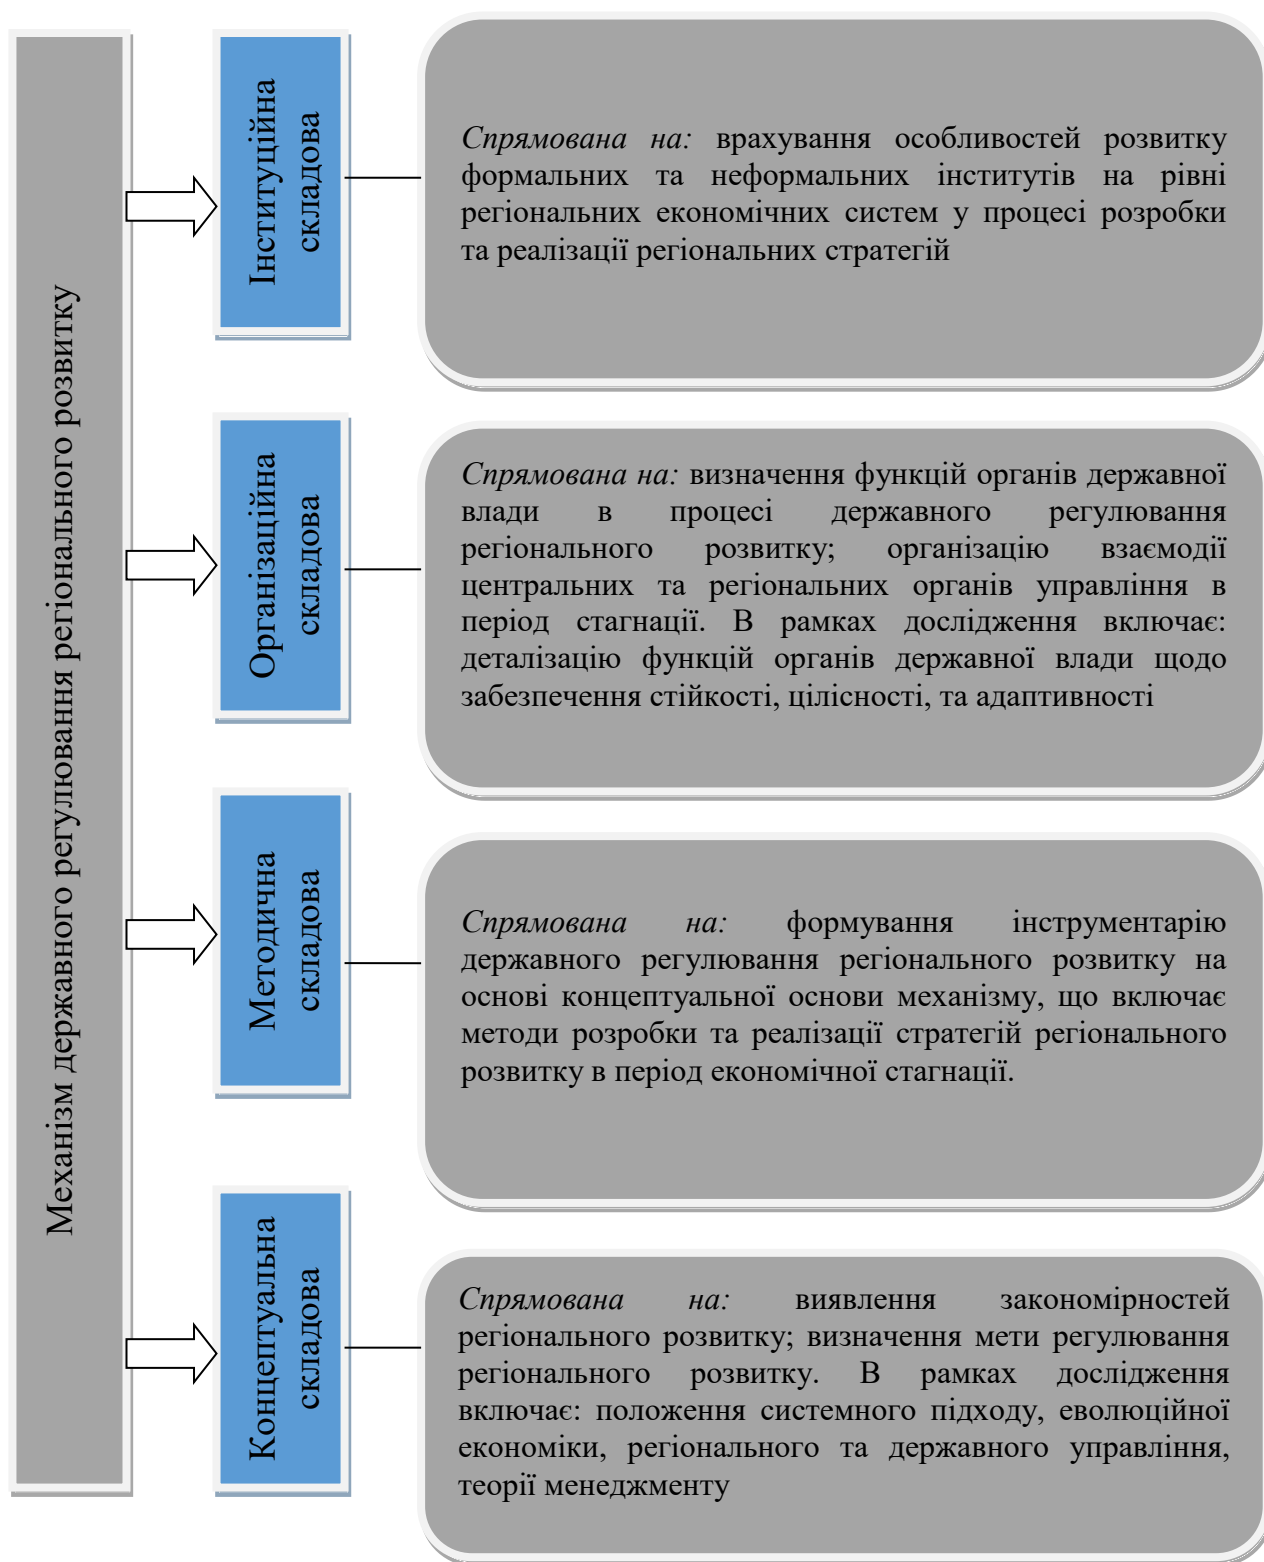 Механізм державного регулювання регіонального розвитку
Інституційна
складова
Спрямована на: врахування особливостей розвитку
формальних та неформальних інститутів на рівні
регіональних економічних систем у процесі розробки
та реалізації регіональних стратегій
Організаційна
складова
Спрямована на: визначення функцій органів державної
влади в процесі державного регулювання
регіонального розвитку; організацію взаємодії
центральних та регіональних органів управління в
період стагнації. В рамках дослідження включає:
деталізацію функцій органів державної влади щодо
забезпечення стійкості, цілісності, та адаптивності
Методична
складова
Спрямована на: формування інструментарію
державного регулювання регіонального розвитку на
основі концептуальної основи механізму, що включає
методи розробки та реалізації стратегій регіонального
розвитку в період економічної стагнації.
Концептуальна
складова
Спрямована на: виявлення закономірностей
регіонального розвитку; визначення мети регулювання
регіонального розвитку. В рамках дослідження
включає: положення системного підходу, еволюційної
економіки, регіонального та державного управління,
теорії менеджменту